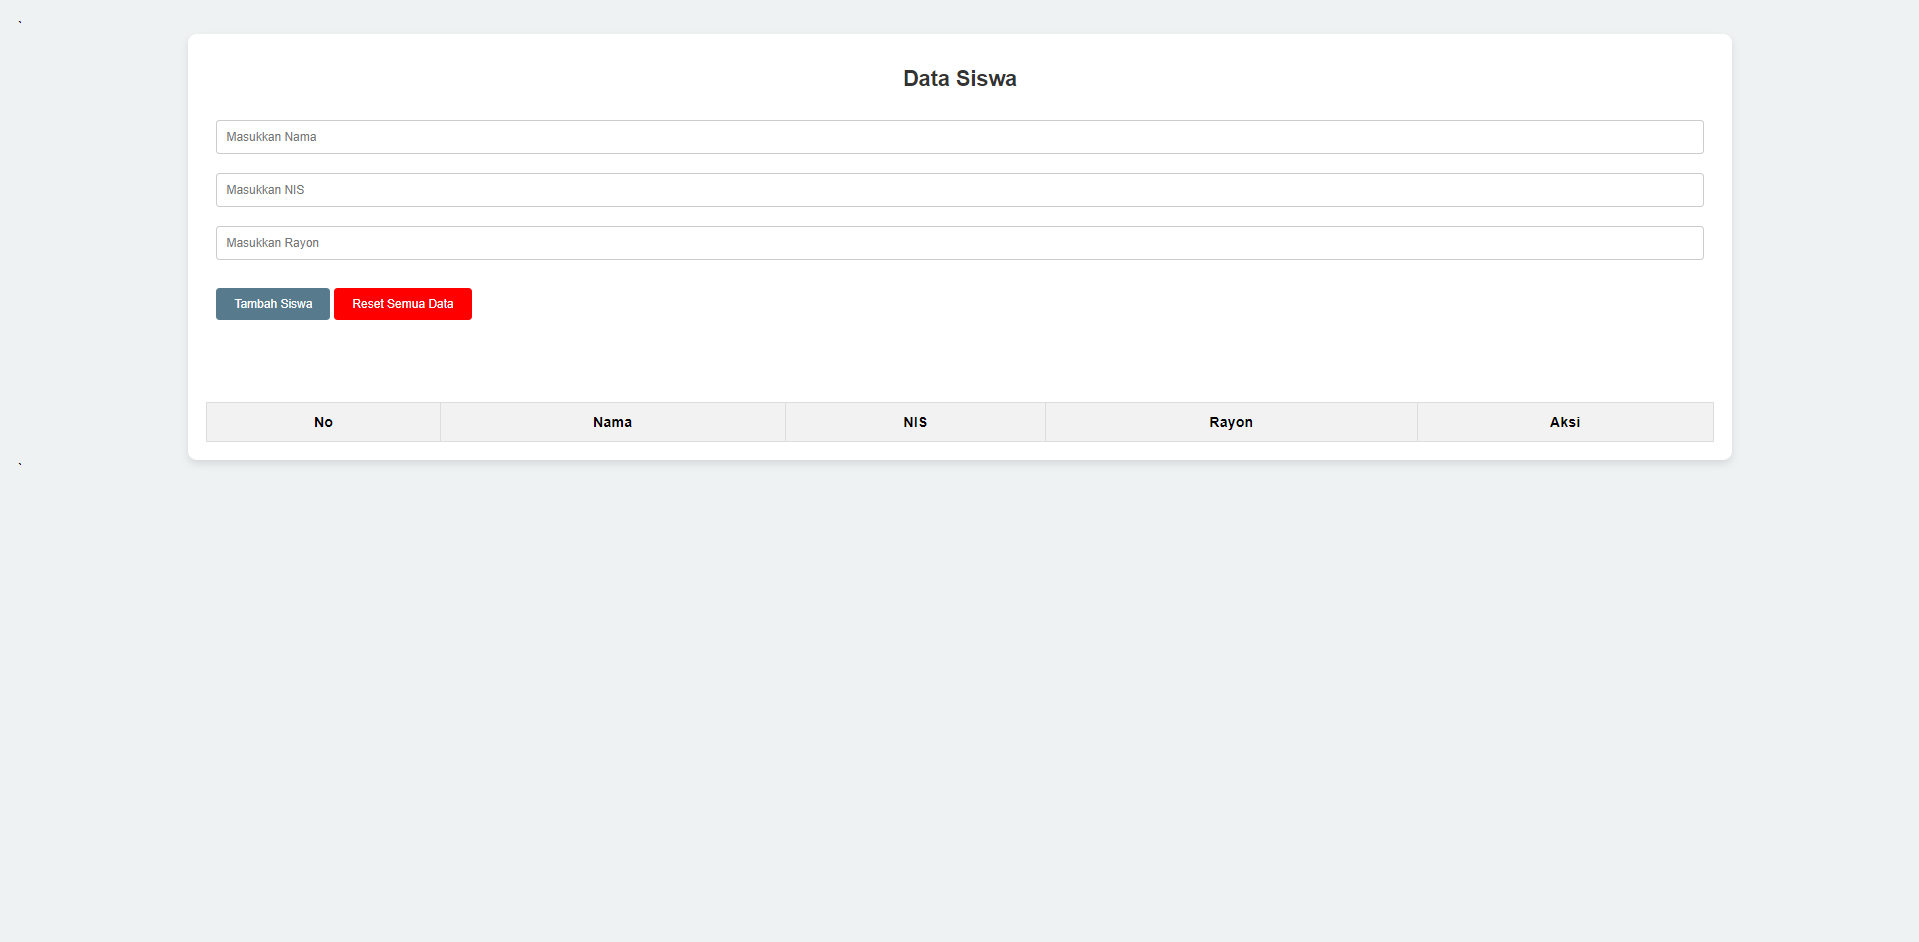 `
Data Siswa
Masukkan Nama
Masukkan NIS
Masukkan Rayon
Tambah Siswa Reset Semua Data
No Nama NIS Rayon Aksi
`